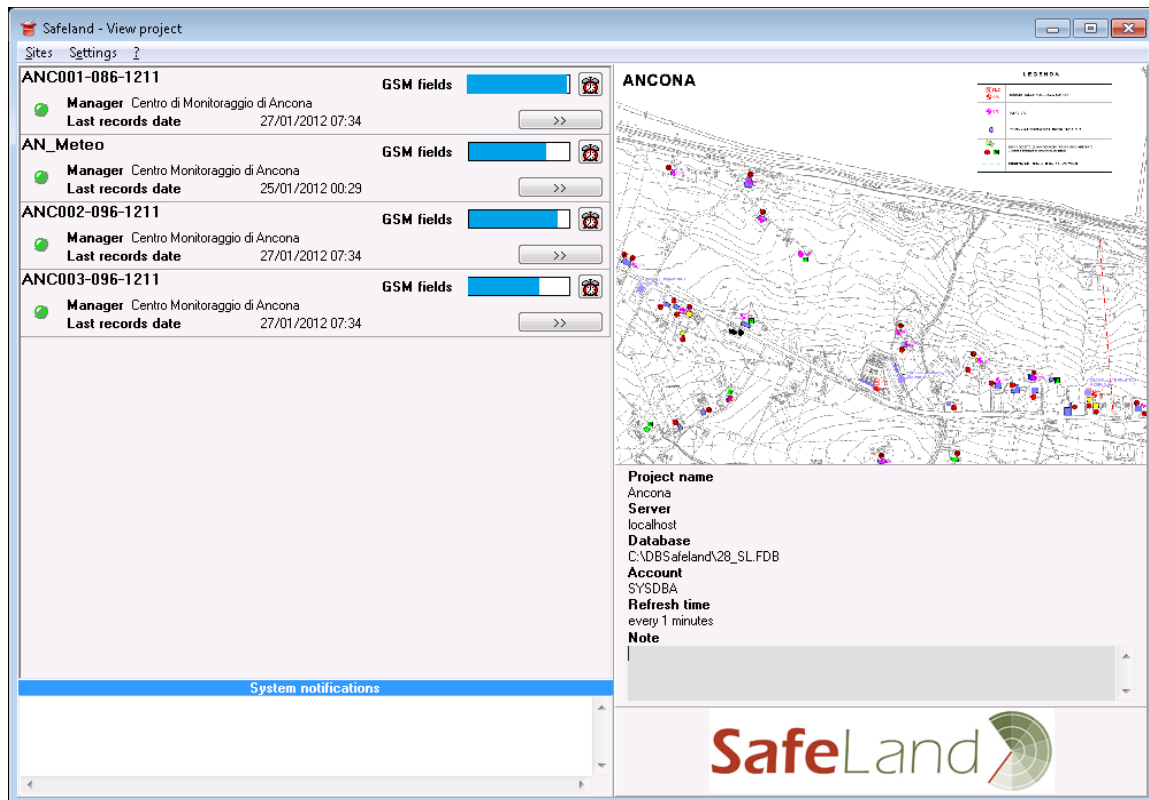 Safeland - View project
Sites Settings ?
ANC001-086-1211
GSM fields
Manager Centro di Monitoraggio di Ancona
Last records date 27/01/2012 07:34
>>
AN_Meteo
GSM fields
Manager Centro Monitoraggio di Ancona
Last records date 25/01/2012 00:29
>>
ANC002-096-1211
GSM fields
Manager Centro Monitoraggio di Ancona
Last records date 27/01/2012 07:34
>>
ANC003-096-1211
GSM fields
Manager Centro Monitoraggio di Ancona
Last records date 27/01/2012 07:34
>>
System notifications
ANCONA
LEGENDA
Project name
Ancona
Server
localhost
Database
C:\DBSafeland\28_SL.FDB
Account
SYSDBA
Refresh time
every 1 minutes
Note
SafeLand